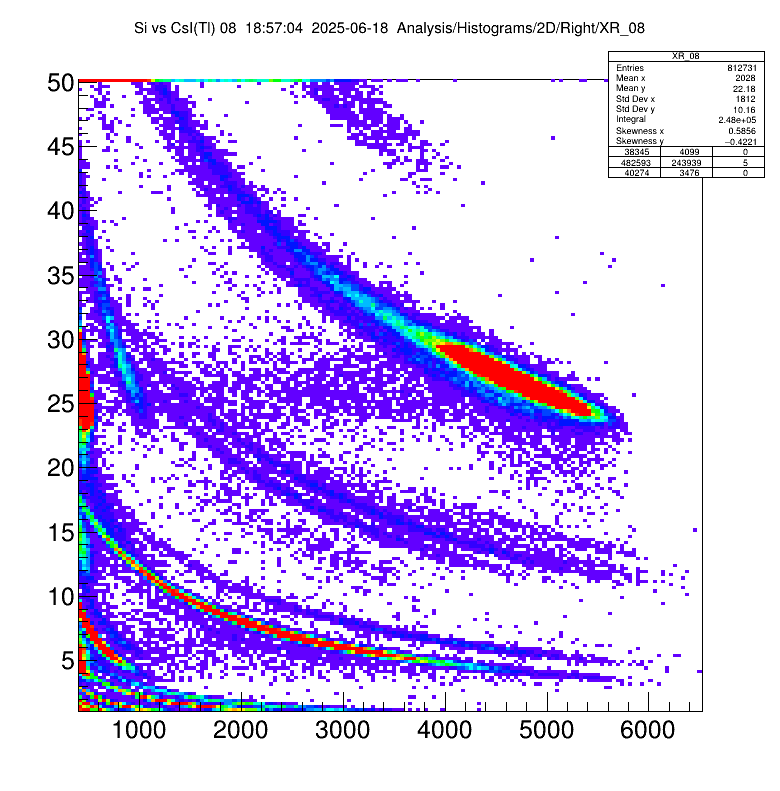 Si vs CsI(Tl) 08 18:57:04 2025-06-18 Analysis/Histograms/2D/Right/XR_08
XR_08
Entries 812731
Mean x 2028
Mean y 22.18
Std Dev x 1812
Std Dev y 10.16
Integral 2.48e+05
Skewness x 0.5856
Skewness y −0.4221
38345 4099 0
482593 243939 5
40274 3476 0
50
45
40
35
30
25
20
15
10
5
1000 2000 3000 4000 5000 6000